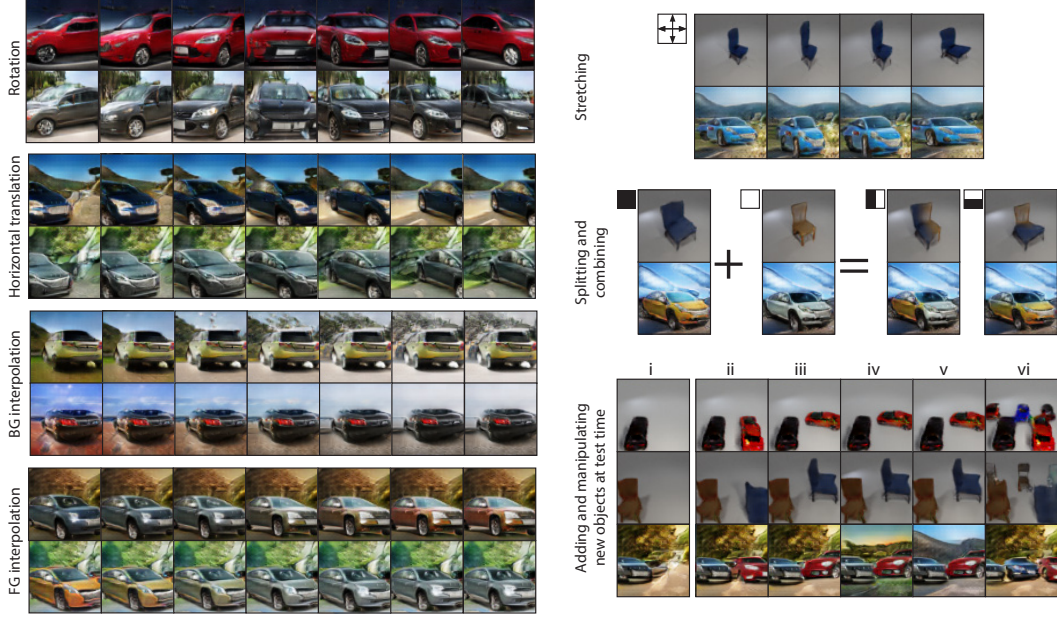 Rotation
Horizontal translation
BG interpolation
FG interpolation
Stretching
Splitting and
combining
+
=
i
ii
iii
iv
v
vi
Adding and manipulating
new objects at test time